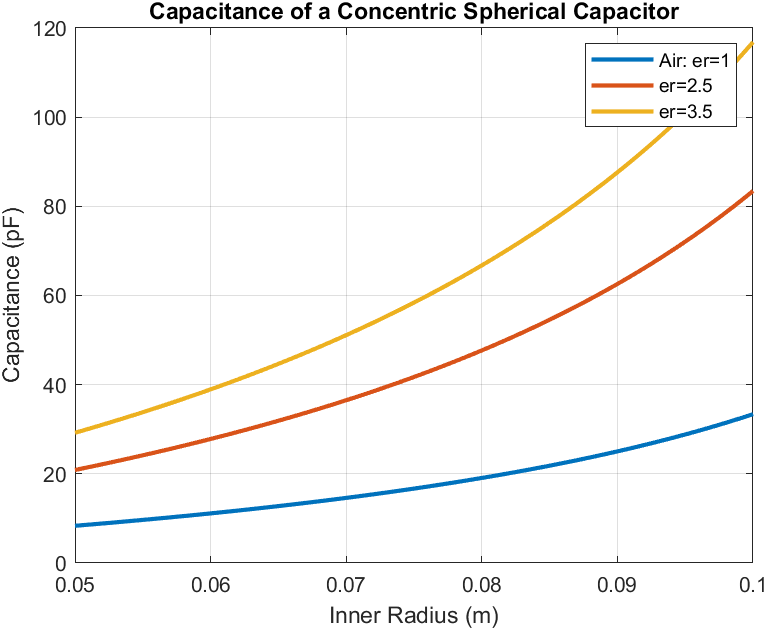 Capacitance of a Concentric Spherical Capacitor
120
100
80
60
40
20
0
Capacitance (pF)
Air: er=1
er=2.5
er=3.5
0.05 0.06 0.07 0.08 0.09 0.1
Inner Radius (m)